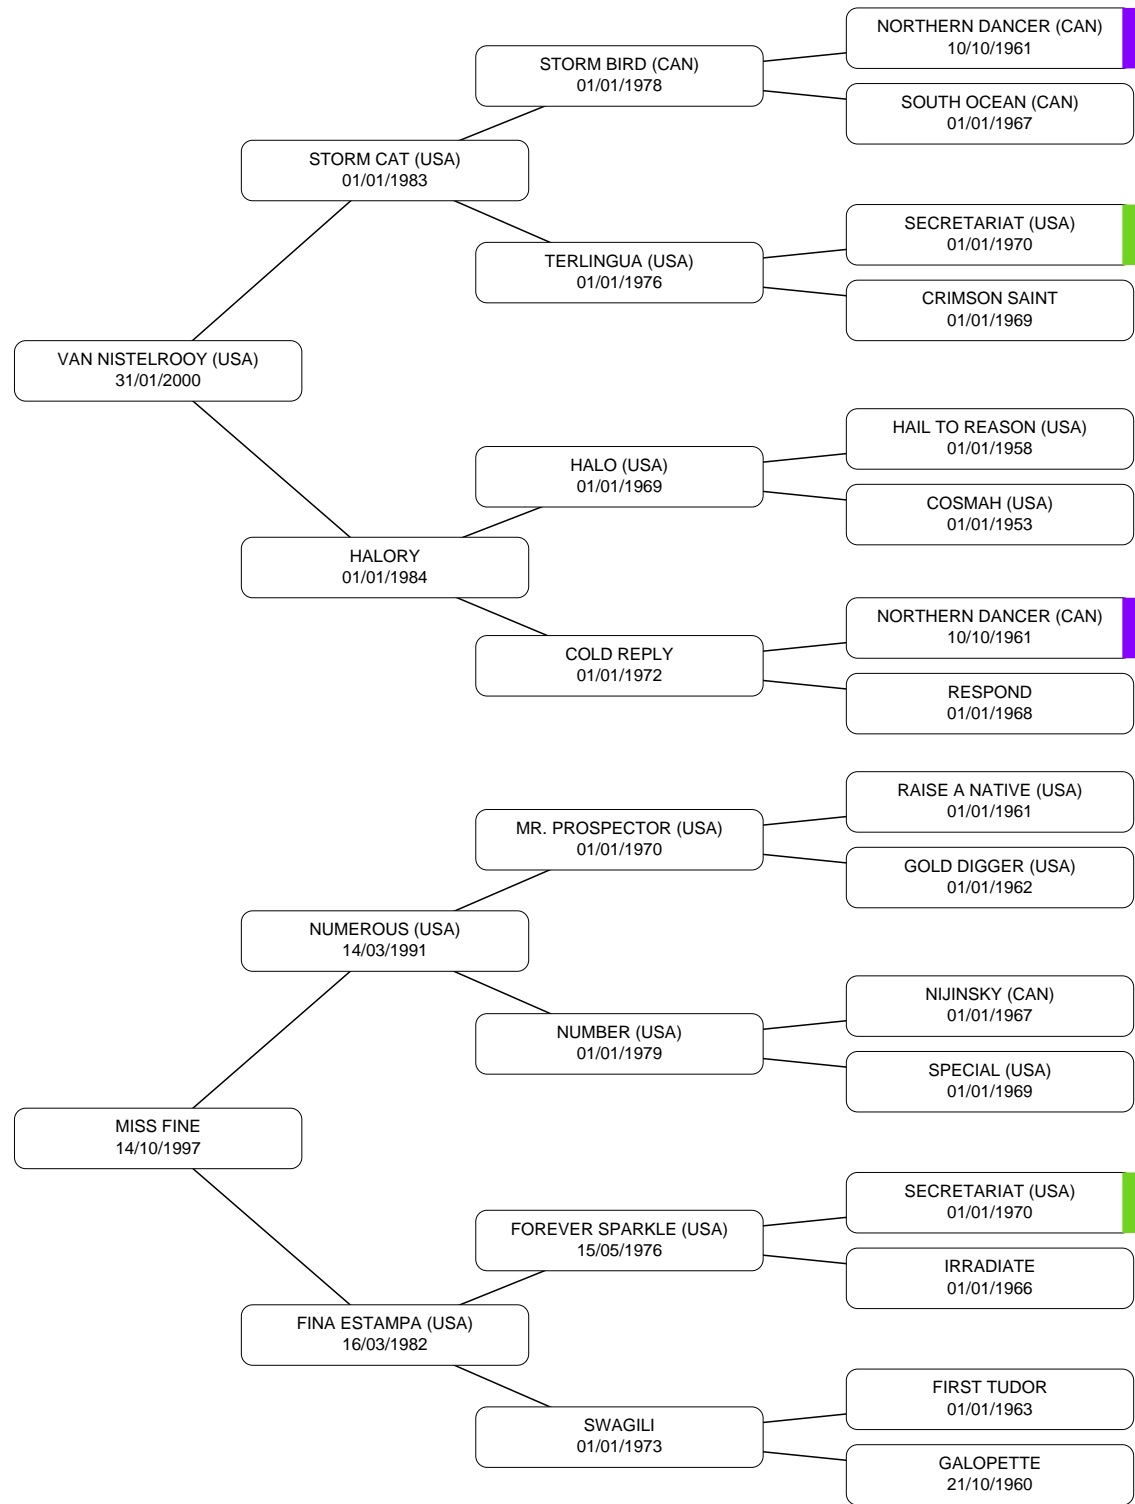 NORTHERN DANCER (CAN)
10/10/1961
STORM BIRD (CAN)
01/01/1978
SOUTH OCEAN (CAN)
01/01/1967
STORM CAT (USA)
01/01/1983
SECRETARIAT (USA)
01/01/1970
TERLINGUA (USA)
01/01/1976
CRIMSON SAINT
01/01/1969
VAN NISTELROOY (USA)
31/01/2000
HAIL TO REASON (USA)
01/01/1958
HALO (USA)
01/01/1969
COSMAH (USA)
01/01/1953
HALORY
01/01/1984
NORTHERN DANCER (CAN)
10/10/1961
COLD REPLY
01/01/1972
RESPOND
01/01/1968
RAISE A NATIVE (USA)
01/01/1961
MR. PROSPECTOR (USA)
01/01/1970
GOLD DIGGER (USA)
01/01/1962
NUMEROUS (USA)
14/03/1991
NIJINSKY (CAN)
01/01/1967
NUMBER (USA)
01/01/1979
SPECIAL (USA)
01/01/1969
MISS FINE
14/10/1997
SECRETARIAT (USA)
01/01/1970
FOREVER SPARKLE (USA)
15/05/1976
IRRADIATE
01/01/1966
FINA ESTAMPA (USA)
16/03/1982
FIRST TUDOR
01/01/1963
SWAGILI
01/01/1973
GALOPETTE
21/10/1960